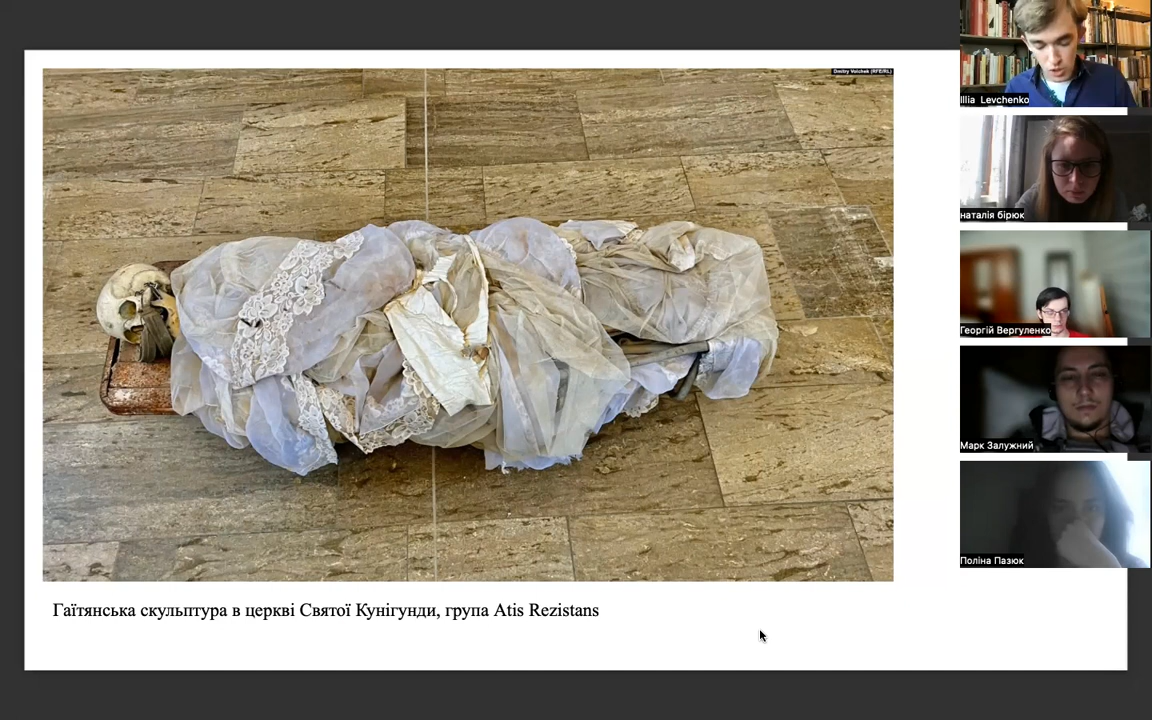 Dmitry Volchek (RFE/RL)
Illia Levchenko
наталія бірюк
Георгій Вергуленко
Марк Залужний
Поліна Пазюк
Гаїтянська скульптура в церкві Святої Кунігунди, група Atis Rezistans